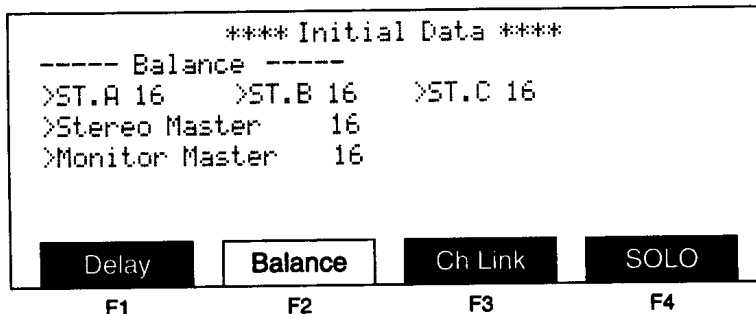 **** Initial Data ****
----- Balance -----
>ST.A 16 >ST.B 16 >ST.C 16
>Stereo Master 16
>Monitor Master 16
Delay Balance Ch Link SOLO
F1 F2 F3 F4